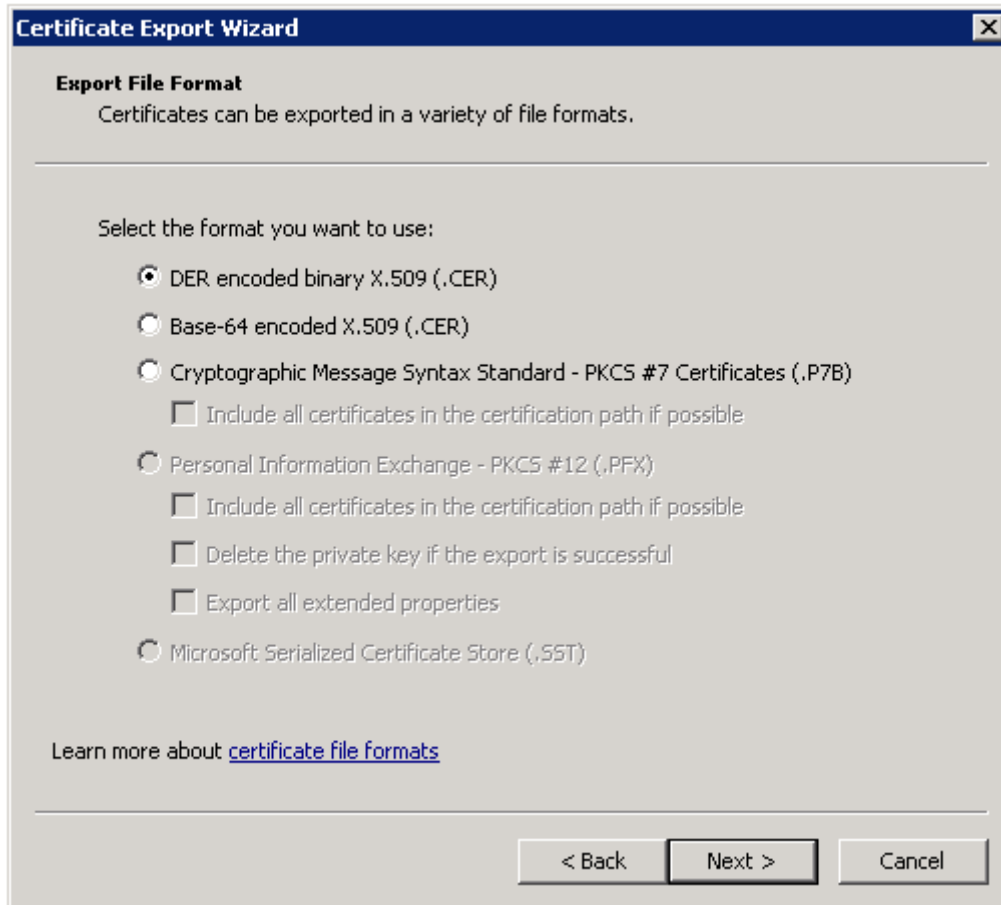 Certificate Export Wizard
Export File Format
Certificates can be exported in a variety of file formats.
Select the format you want to use:
DER encoded binary X.509 (.CER)
Base-64 encoded X.509 (.CER)
Cryptographic Message Syntax Standard - PKCS #7 Certificates (.P7B)
Include all certificates in the certification path if possible
Personal Information Exchange - PKCS #12 (.PFX)
Include all certificates in the certification path if possible
Delete the private key if the export is successful
Export all extended properties
Microsoft Serialized Certificate Store (.SST)
Learn more about certificate file formats
< Back Next > Cancel